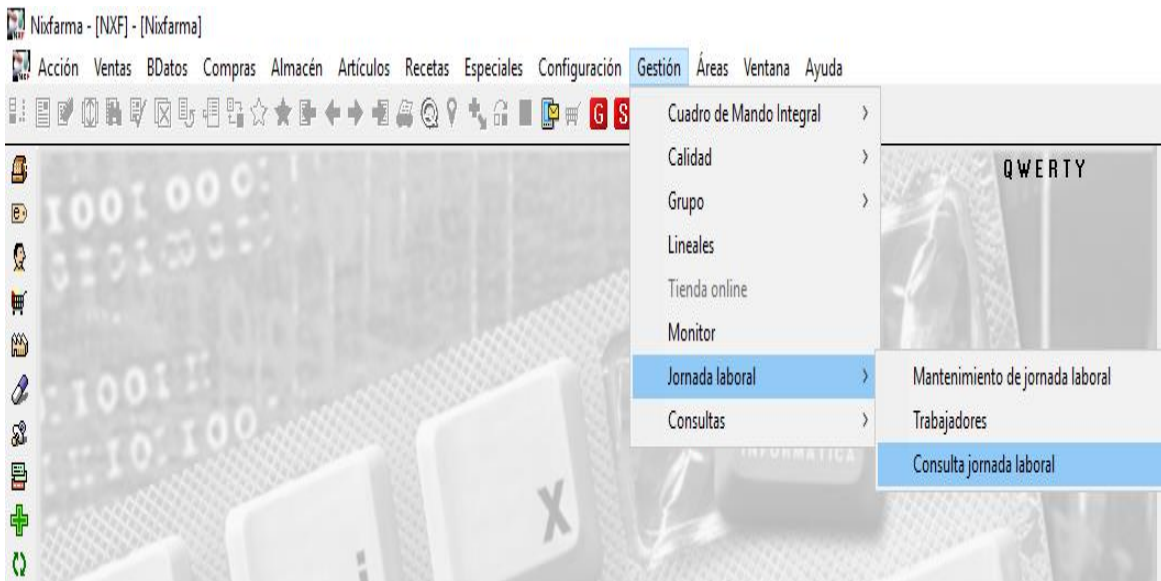 Nixfarma - [NXF] - [Nixfarma]
Acción Ventas BDatos Compras Almacén Artículos Recetas Especiales Configuración Gestión Áreas Ventana Ayuda
G S
Cuadro de Mando Integral
Calidad
Grupo
Lineales
Tienda online
Monitor
Jornada laboral
Consultas
Mantenimiento de jornada laboral
Trabajadores
Consulta jornada laboral
QWERTY
INFORMATICA
X
i